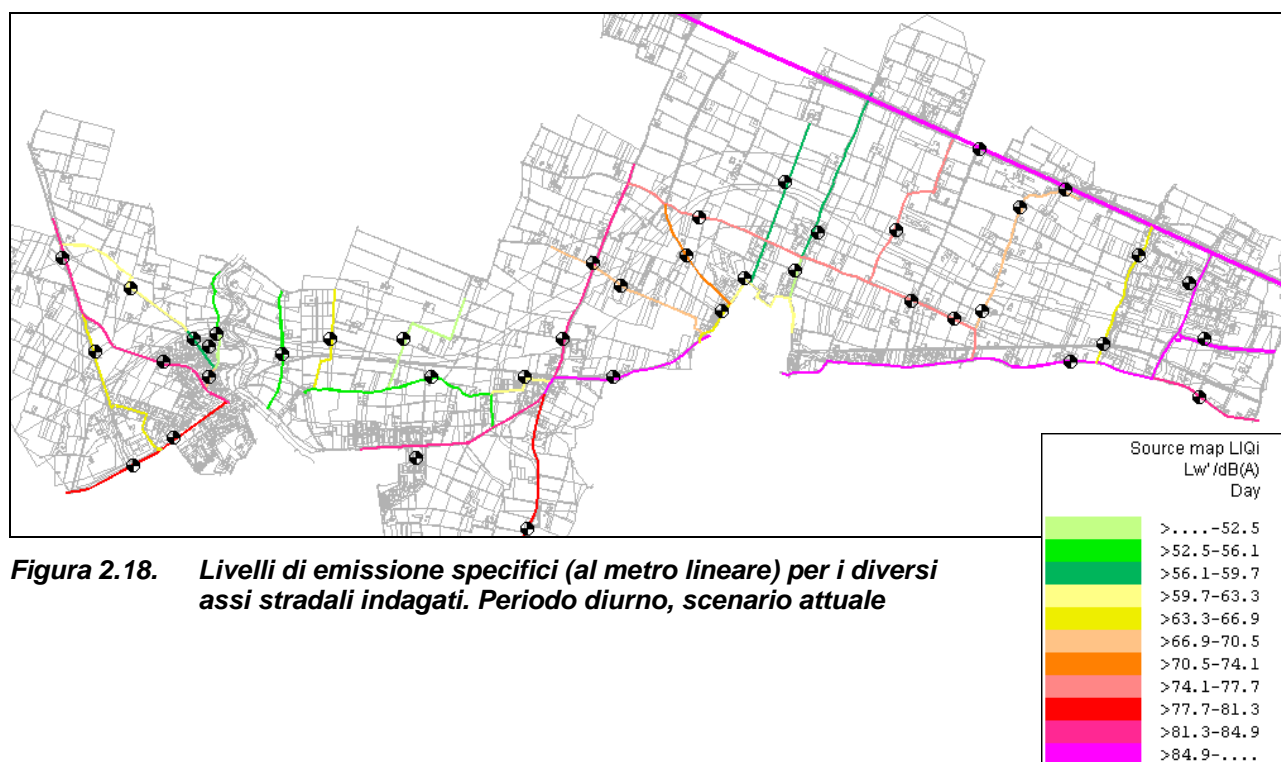 Source map LIQi
Lw'/dB(A)
Day
>....-52.5
>52.5-56.1
>56.1-59.7
>59.7-63.3
>63.3-66.9
>66.9-70.5
>70.5-74.1
>74.1-77.7
>77.7-81.3
>81.3-84.9
>84.9-....
Figura 2.18. Livelli di emissione specifici (al metro lineare) per i diversi
assi stradali indagati. Periodo diurno, scenario attuale